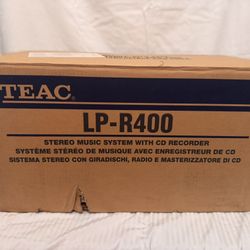 TEAC
LP-R400
STEREO MUSIC SYSTEM WITH CD RECORDER
SYSTÈME STÉRÉO DE MUSIQUE AVEC ENREGISTREUR DE CD
SISTEMA STEREO CON GIRADISCHI, RADIO E MASTERIZZATORE DI CD